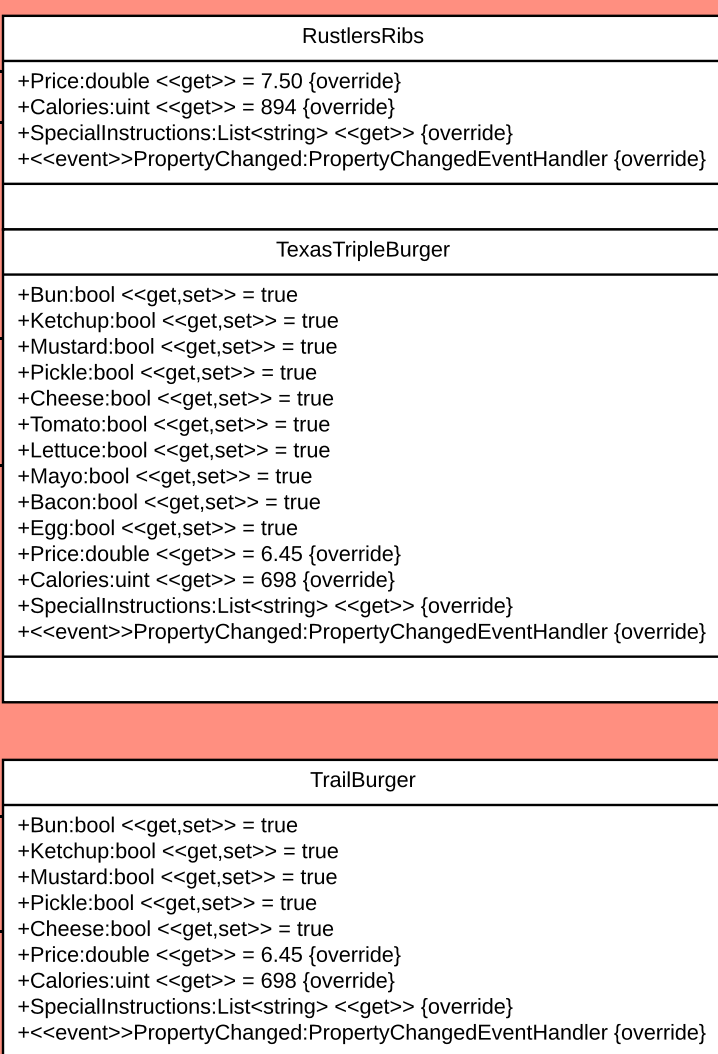 RustlersRibs
+Price:double <<get>> = 7.50 {override}
+Calories:uint <<get>> = 894 {override}
+SpecialInstructions:List<string> <<get>> {override}
+<<event>>PropertyChanged:PropertyChangedEventHandler {override}
TexasTripleBurger
+Bun:bool <<get,set>> = true
+Ketchup:bool <<get,set>> = true
+Mustard:bool <<get,set>> = true
+Pickle:bool <<get,set>> = true
+Cheese:bool <<get,set>> = true
+Tomato:bool <<get,set>> = true
+Lettuce:bool <<get,set>> = true
+Mayo:bool <<get,set>> = true
+Bacon:bool <<get,set>> = true
+Egg:bool <<get,set>> = true
+Price:double <<get>> = 6.45 {override}
+Calories:uint <<get>> = 698 {override}
+SpecialInstructions:List<string> <<get>> {override}
+<<event>>PropertyChanged:PropertyChangedEventHandler {override}
TrailBurger
+Bun:bool <<get,set>> = true
+Ketchup:bool <<get,set>> = true
+Mustard:bool <<get,set>> = true
+Pickle:bool <<get,set>> = true
+Cheese:bool <<get,set>> = true
+Price:double <<get>> = 6.45 {override}
+Calories:uint <<get>> = 698 {override}
+SpecialInstructions:List<string> <<get>> {override}
+<<event>>PropertyChanged:PropertyChangedEventHandler {override}